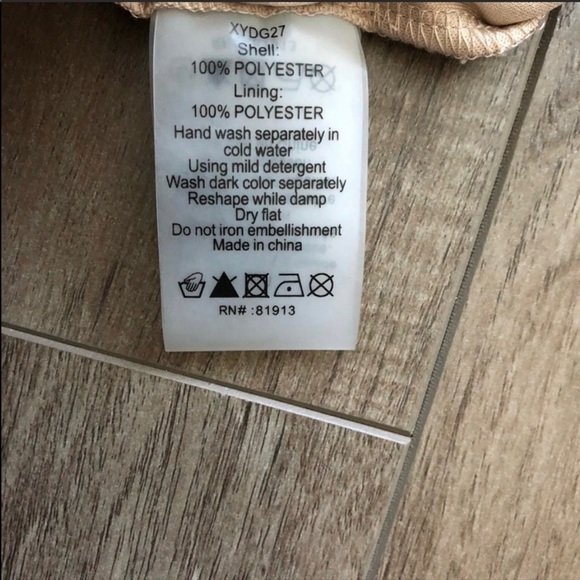 XYDG27
Shell:
100% POLYESTER
Lining:
100% POLYESTER
Hand wash separately in
cold water
Using mild detergent
Wash dark color separately
Reshape while damp
Dry flat
Do not iron embellishment
Made in china
RN# :81913